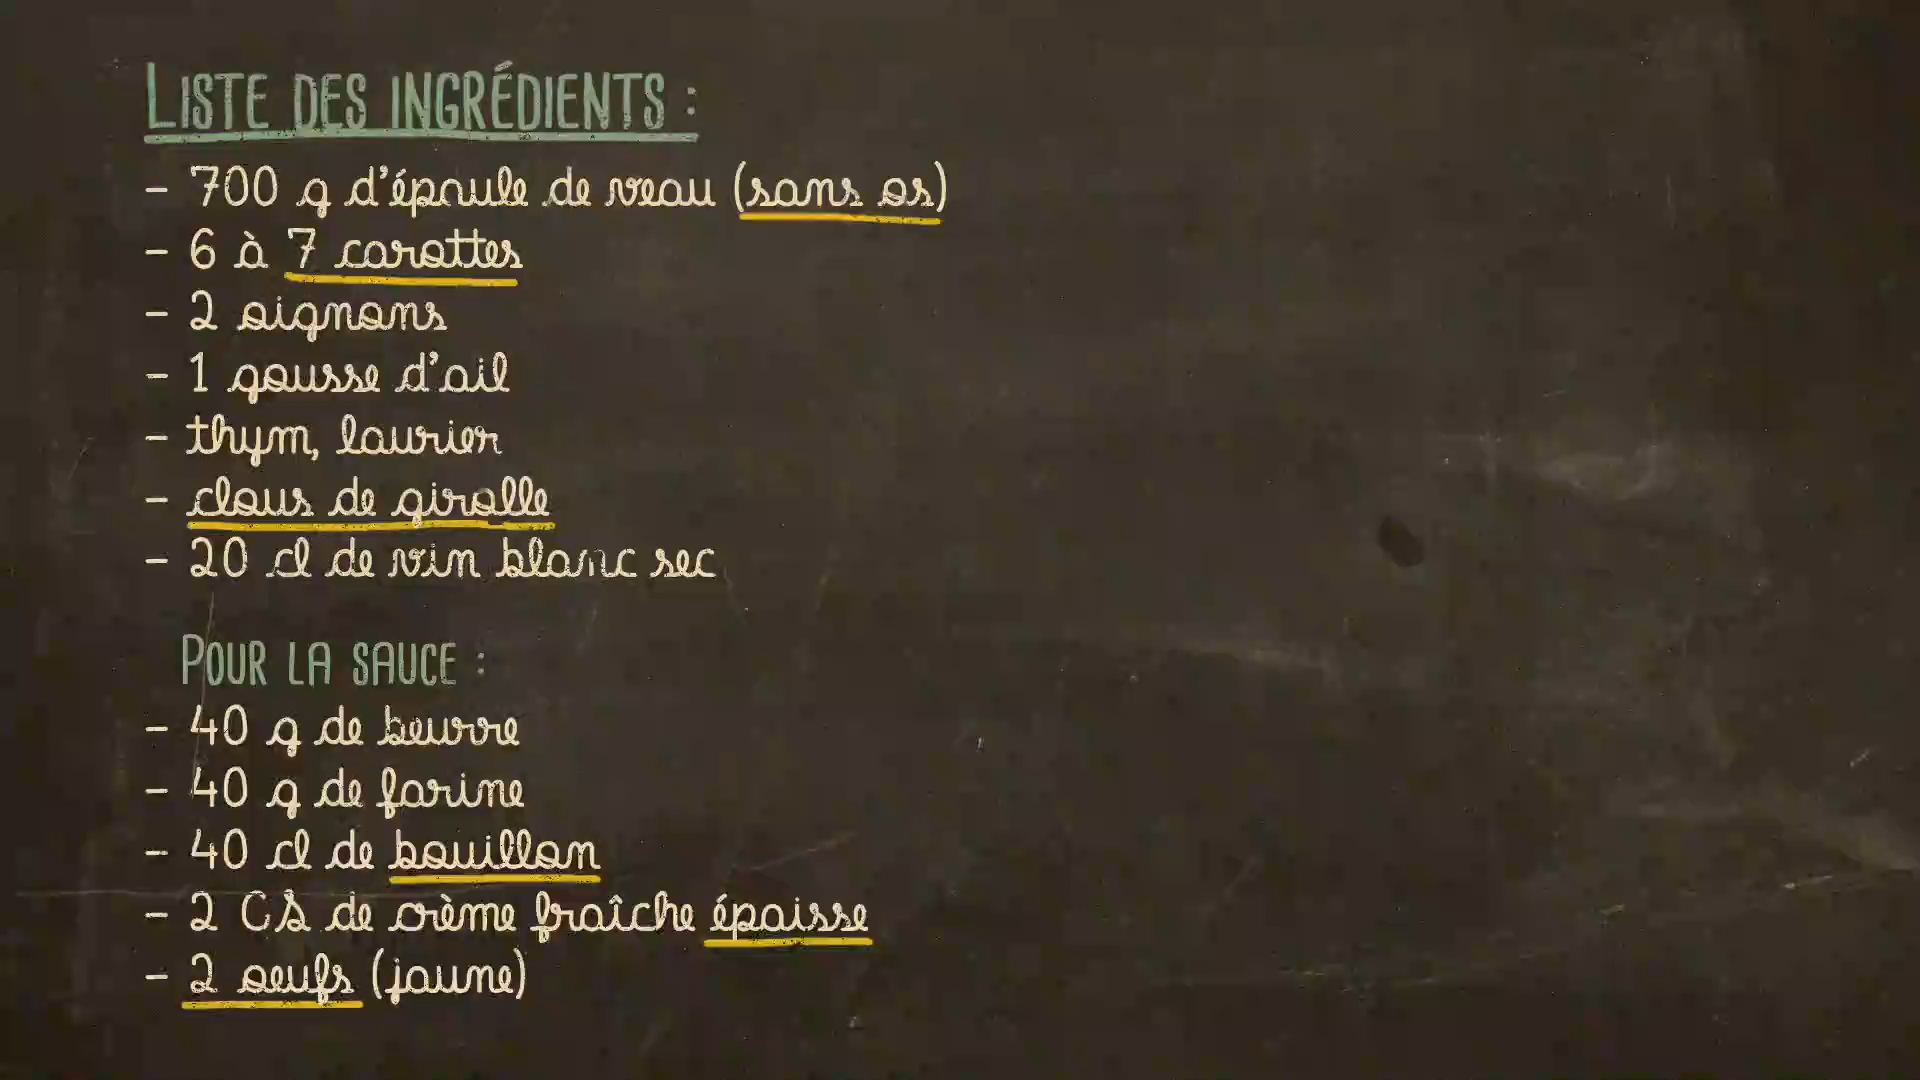 LISTE DES INGRÉDIENTS :
- 700 g d'épaule de veau (sans os)
- 6 à 7 carottes
- 2 oignons
- 1 gousse d'ail
- thym, laurier
- clous de girolle
- 20 cl de vin blanc sec
POUR LA SAUCE :
- 40 g de beurre
- 40 g de farine
- 40 cl de bouillon
- 2 CS de crème fraîche épaisse
- 2 oeufs (jaune)